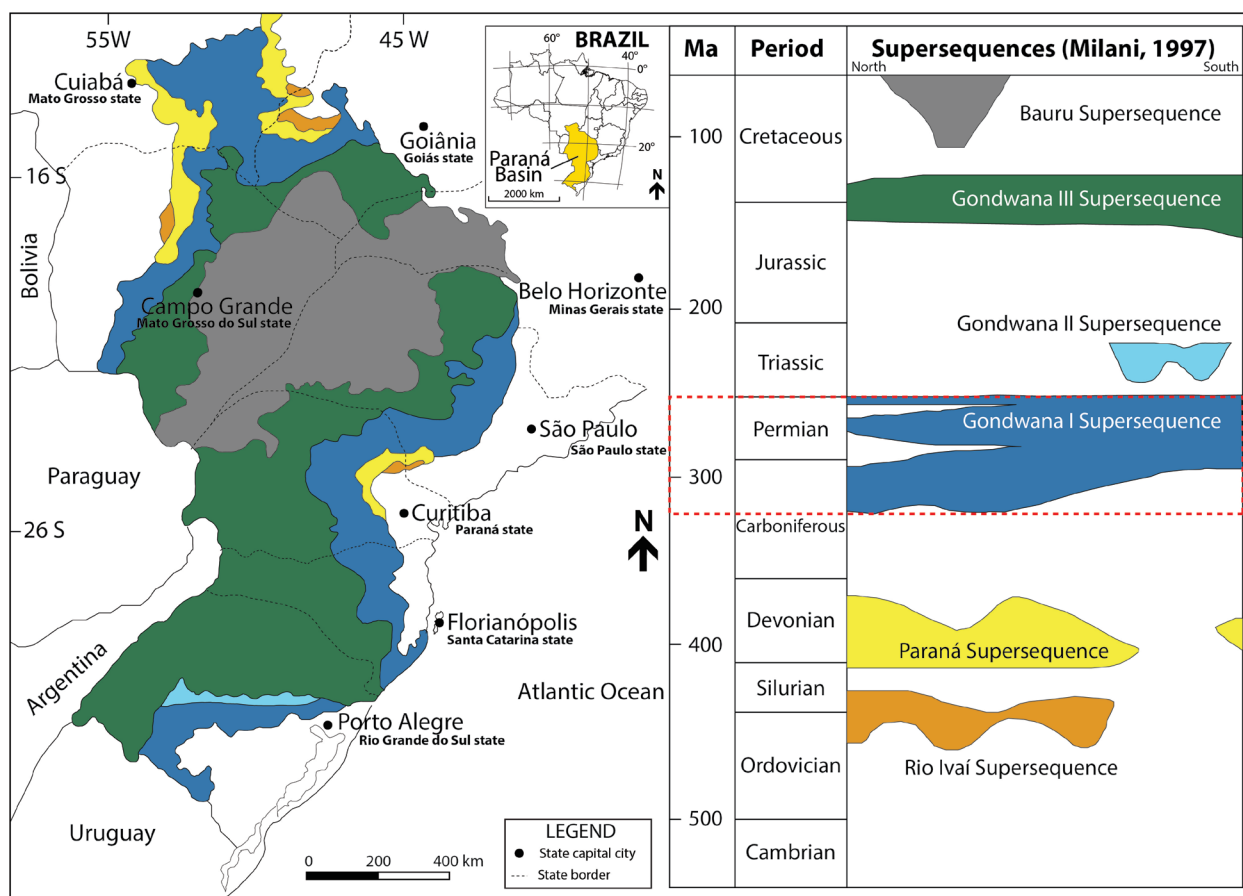 55 W
45 W
Cuiabá
Mato Grosso state
Goiânia
Goiás state
16 S
Bolivia
Campo Grande
Mato Grosso do Sul state
Belo Horizonte
Minas Gerais state
São Paulo
São Paulo state
Paraguay
Curitiba
Paraná state
26 S
N
Florianópolis
Santa Catarina state
Argentina
Atlantic Ocean
Porto Alegre
Rio Grande do Sul state
Uruguay
0 200 400 km
LEGEND
State capital city
State border
BRAZIL
60°
40°
0°
20°
Paraná
Basin
2000 km
N
Ma
Period
Supersequences (Milani, 1997)
North
South
100
200
300
400
500
Cretaceous
Jurassic
Triassic
Permian
Carboniferous
Devonian
Silurian
Ordovician
Cambrian
Bauru Supersequence
Gondwana III Supersequence
Gondwana II Supersequence
Gondwana I Supersequence
Paraná Supersequence
Rio Ivaí Supersequence